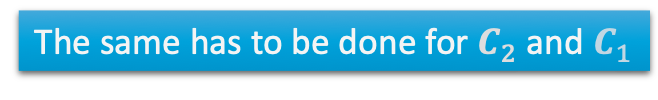 The same has to be done for C₂ and C₁